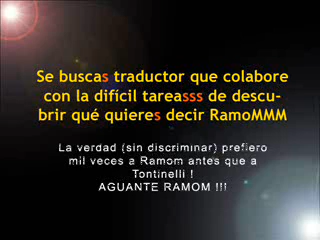 Se buscas traductor que colabore
con la difícil tareasss de descu-
brir qué quieres decir RamoMMM
La verdad (sin discriminar) prefiero
mil veces a Ramom antes que a
Tontinelli !
AGUANTE RAMOM !!!